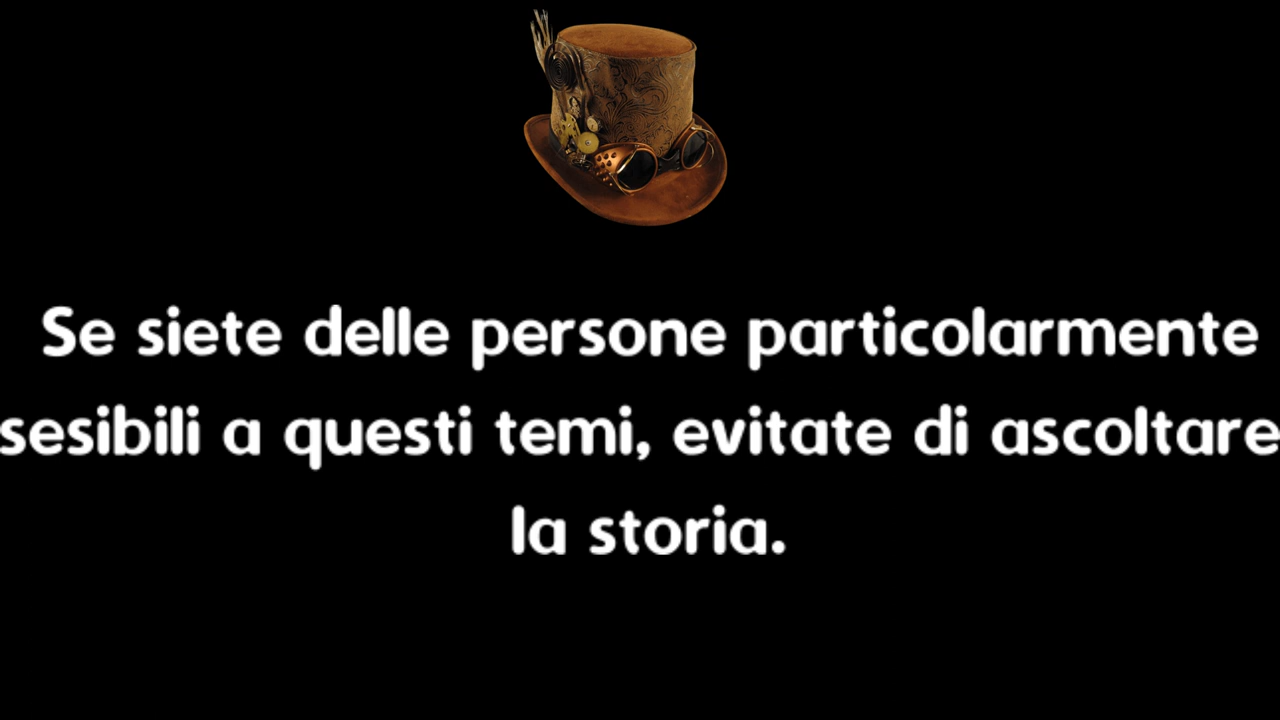 Se siete delle persone particolarmente
sesibili a questi temi, evitate di ascoltare
la storia.